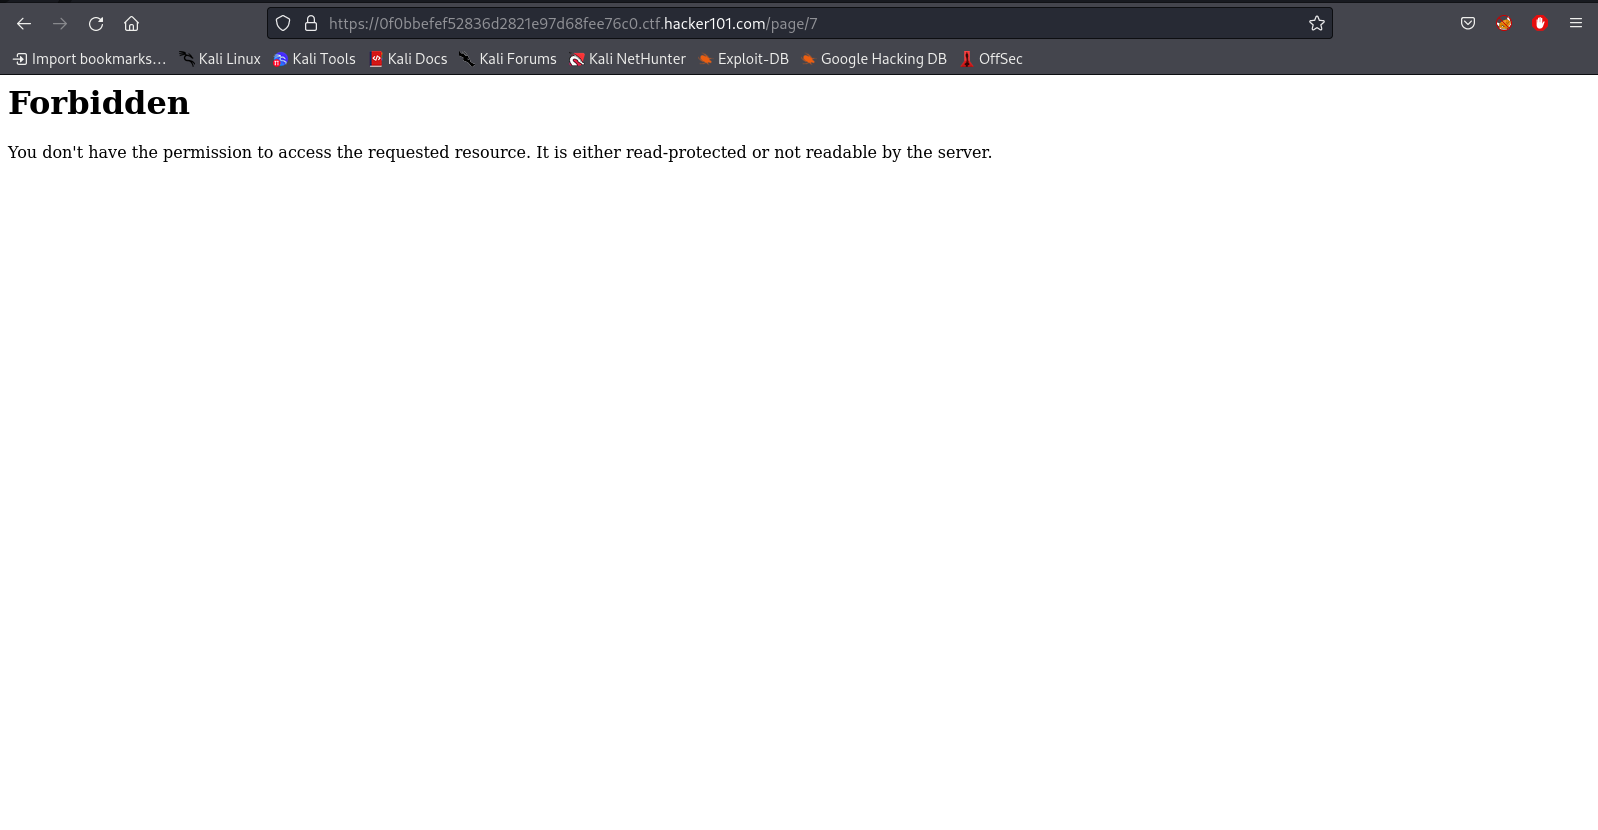 https://0f0bbefef52836d2821e97d68fee76c0.ctf.hacker101.com/page/7
Import bookmarks... Kali Linux Kali Tools Kali Docs Kali Forums Kali NetHunter Exploit-DB Google Hacking DB OffSec
Forbidden
You don't have the permission to access the requested resource. It is either read-protected or not readable by the server.